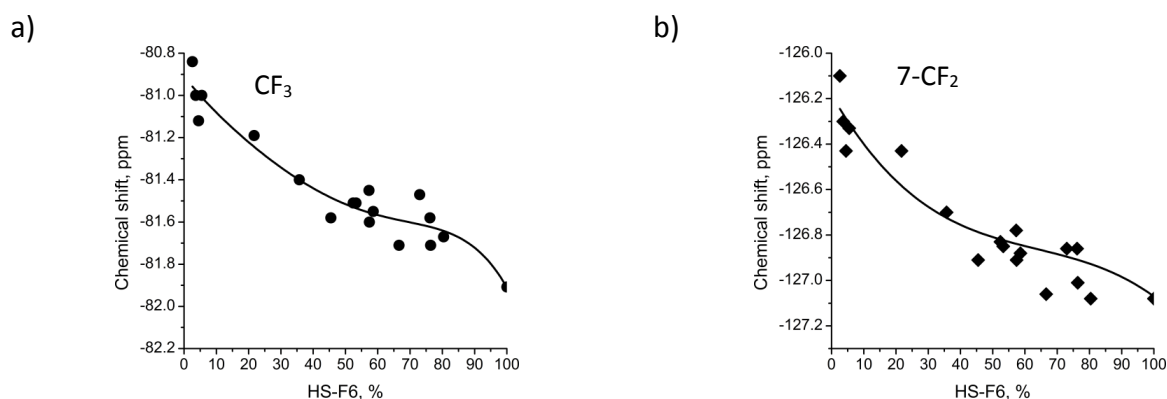 a)
CF₃
Chemical shift, ppm
-80.8
-81.0
-81.2
-81.4
-81.6
-81.8
-82.0
-82.2
0 10 20 30 40 50 60 70 80 90 100
HS-F6, %
b)
7-CF₂
Chemical shift, ppm
-126.0
-126.2
-126.4
-126.6
-126.8
-127.0
-127.2
0 10 20 30 40 50 60 70 80 90 100
HS-F6, %